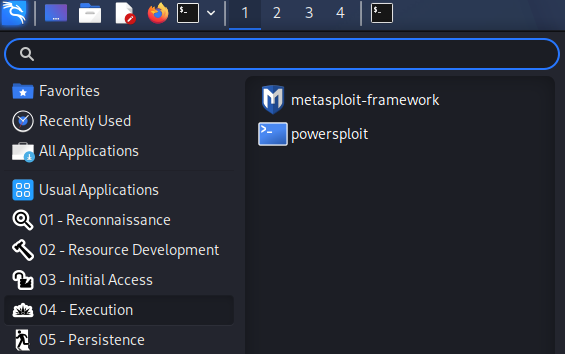 1 2 3 4
Favorites
Recently Used
All Applications
Usual Applications
01 - Reconnaissance
02 - Resource Development
03 - Initial Access
04 - Execution
05 - Persistence
metasploit-framework
powersploit